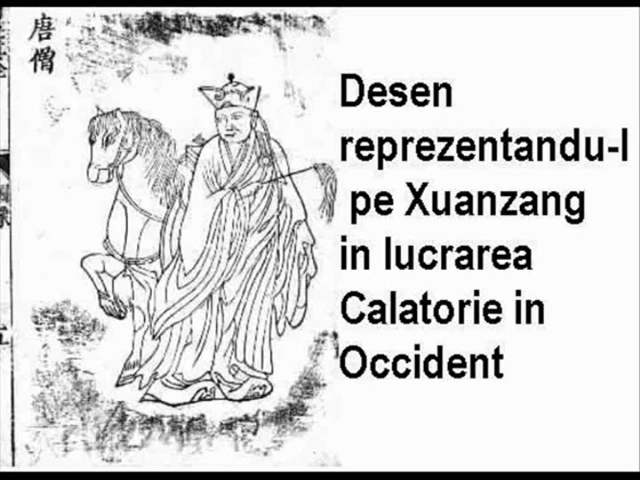 唐僧
Desen
reprezentandu-l
pe Xuanzang
in lucrarea
Calatorie in
Occident